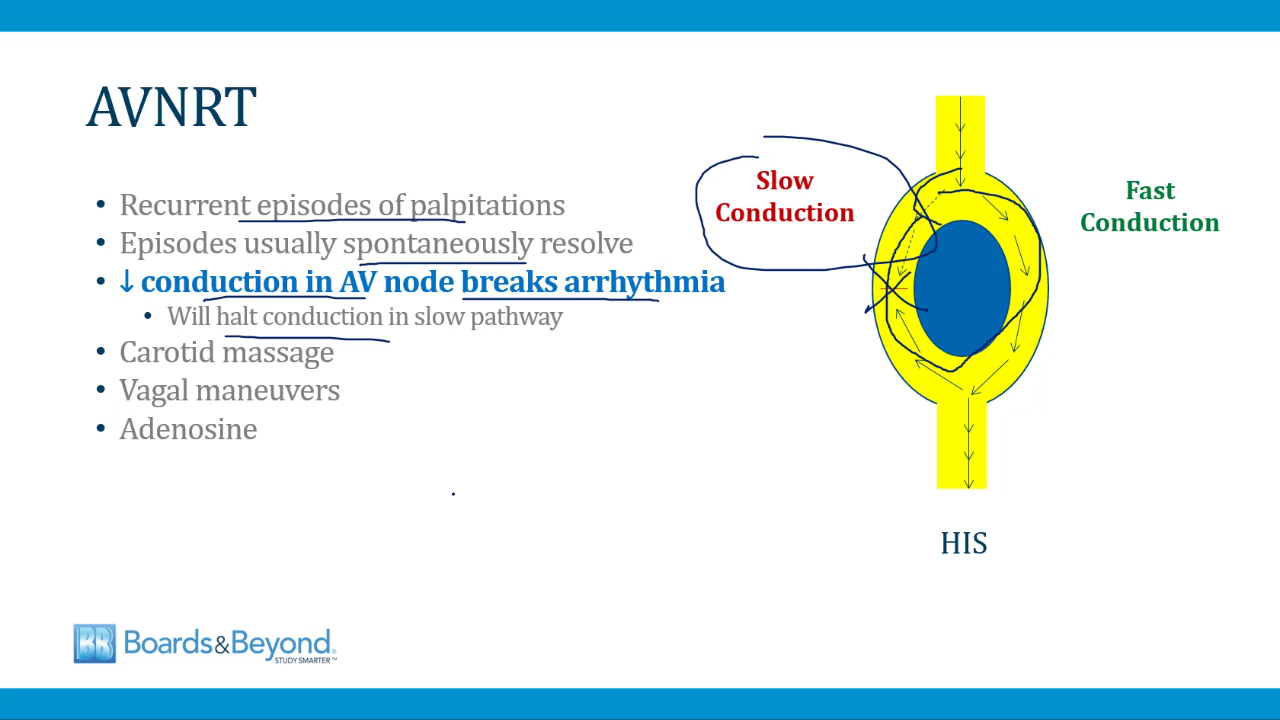 AVNRT
• Recurrent episodes of palpitations
• Episodes usually spontaneously resolve
• ↓conduction in AV node breaks arrhythmia
• Will halt conduction in slow pathway
• Carotid massage
• Vagal maneuvers
• Adenosine
Slow
Conduction
Fast
Conduction
HIS
BB Boards&Beyond®
STUDY SMARTER™